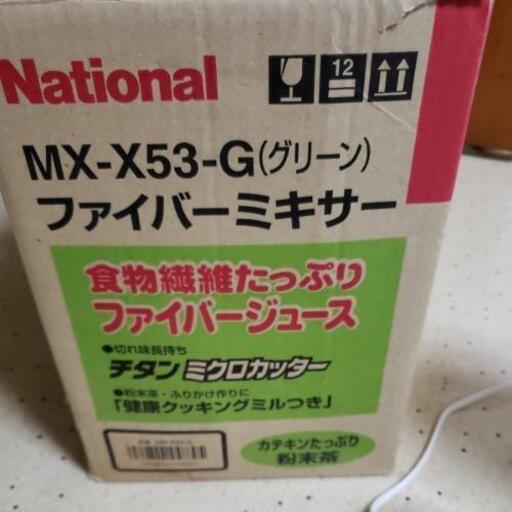 National
12
MX-X53-G(グリーン)
ファイバーミキサー
食物繊維たっぷり
ファイバージュース
●切れ味長持ち
チタンミクロカッター
●粉末茶・ふりかけ作りに
「健康クッキングミルつき」
カテキンたっぷり
粉末茶